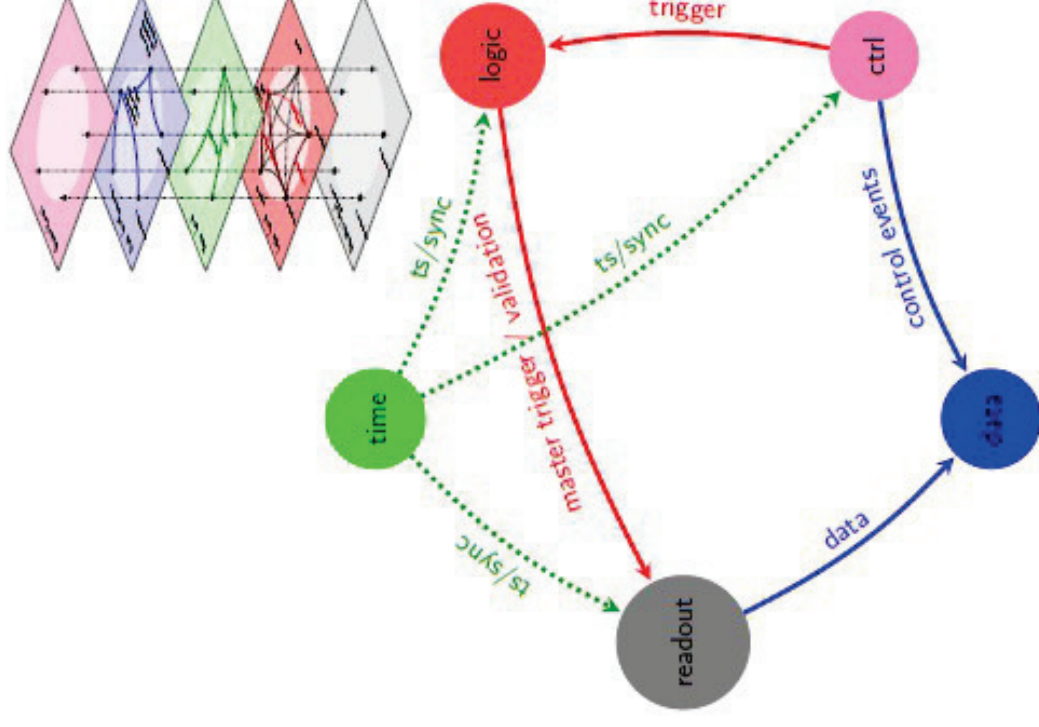 trigger
logic
ctrl
ts/sync
master trigger / validation
ts/sync
control events
time
data
ts/sync
data
readout